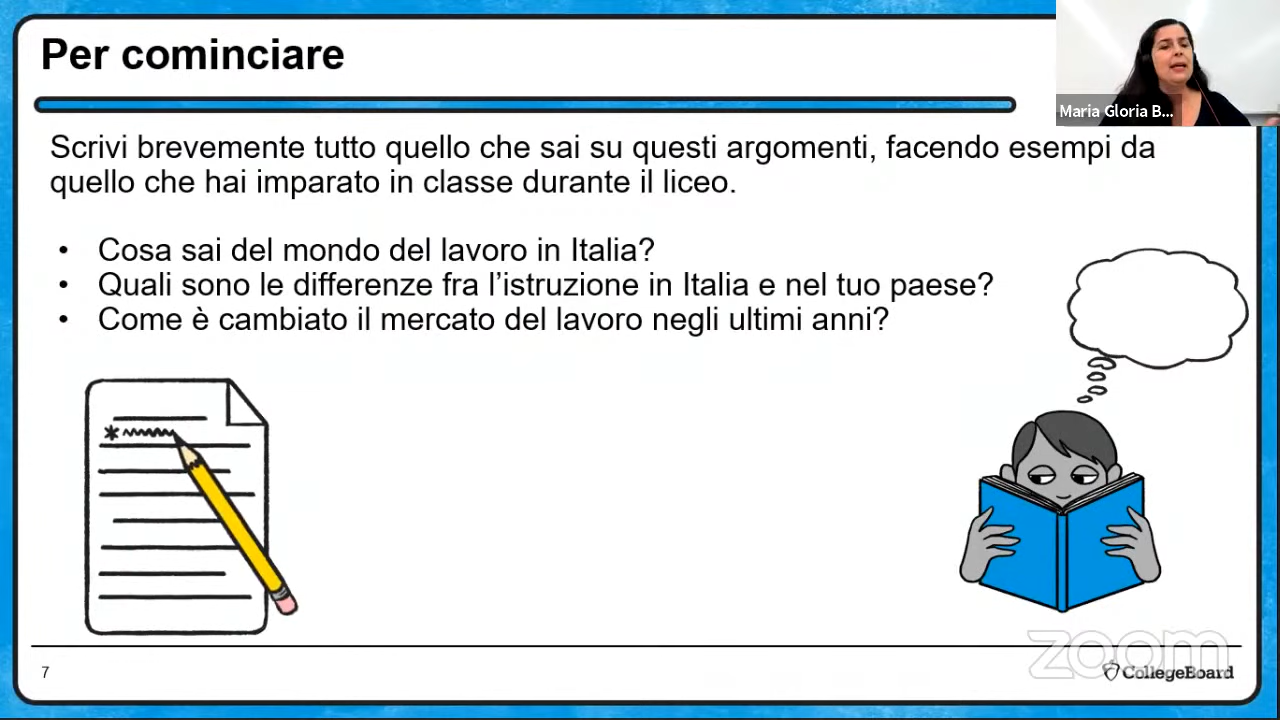 Per cominciare
Maria Gloria B...
Scrivi brevemente tutto quello che sai su questi argomenti, facendo esempi da
quello che hai imparato in classe durante il liceo.
• Cosa sai del mondo del lavoro in Italia?
• Quali sono le differenze fra l’istruzione in Italia e nel tuo paese?
• Come è cambiato il mercato del lavoro negli ultimi anni?
zoom
7
CollegeBoard